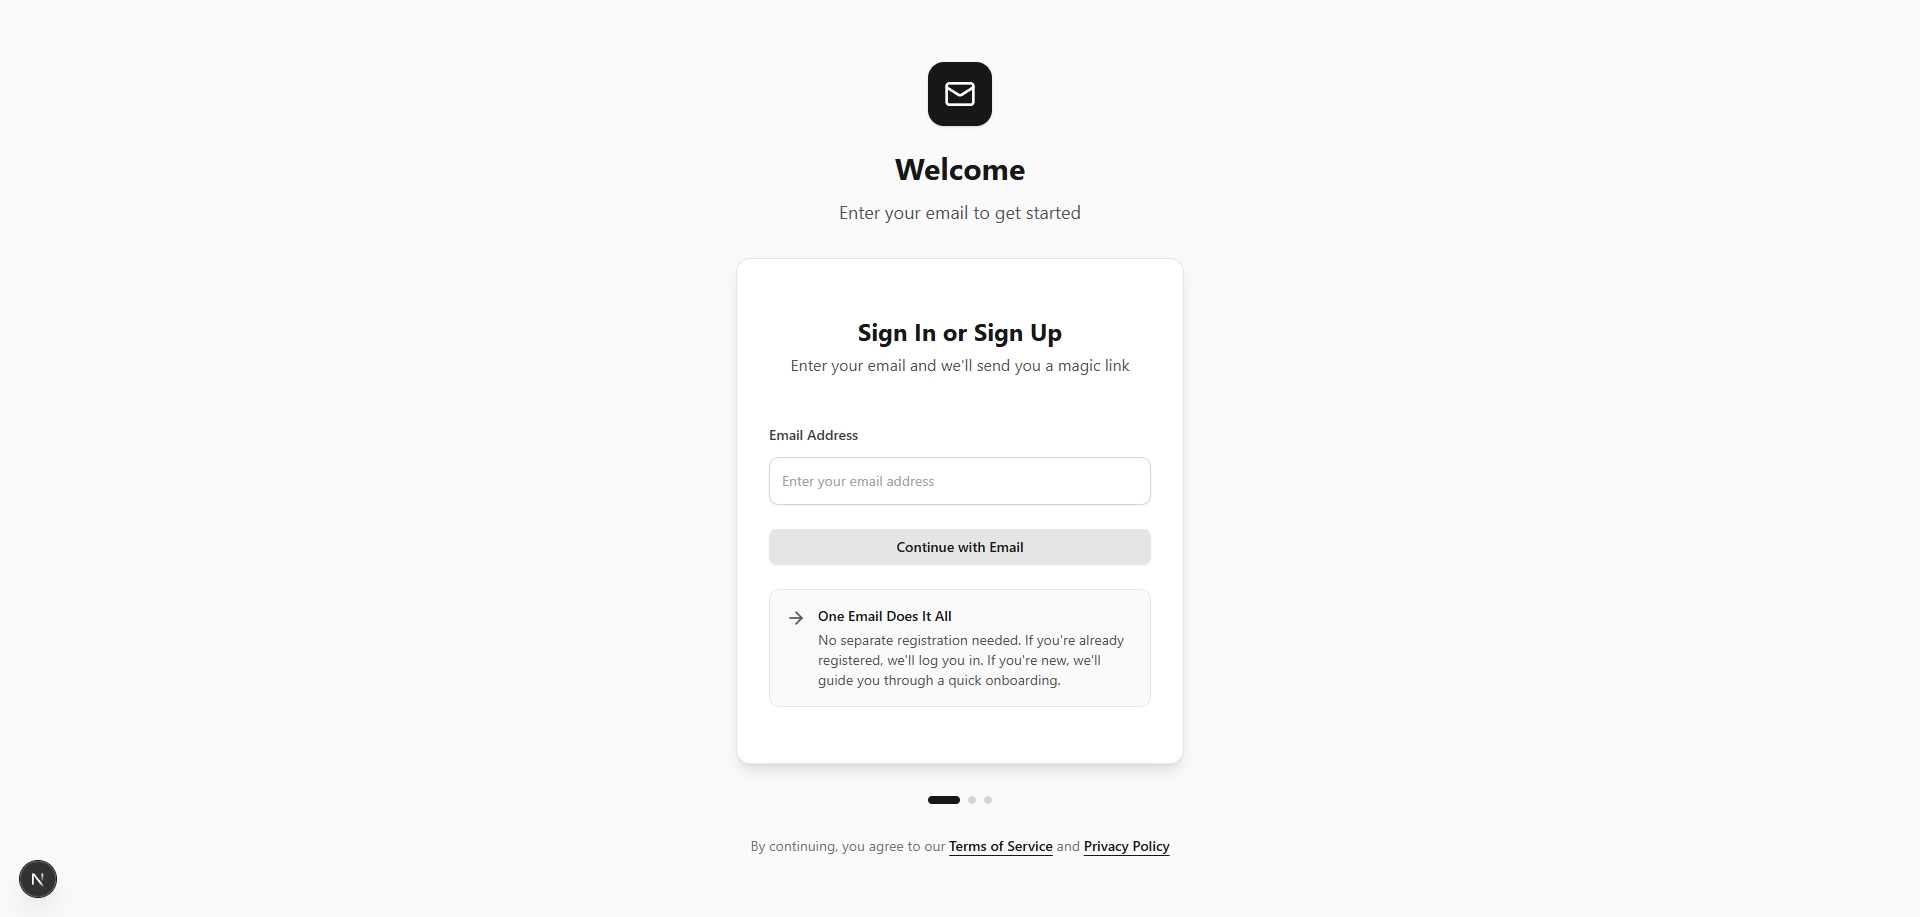 Welcome
Enter your email to get started
Sign In or Sign Up
Enter your email and we'll send you a magic link
Email Address
Enter your email address
Continue with Email
One Email Does It All
No separate registration needed. If you're already
registered, we'll log you in. If you're new, we'll
guide you through a quick onboarding.
By continuing, you agree to our Terms of Service and Privacy Policy
N